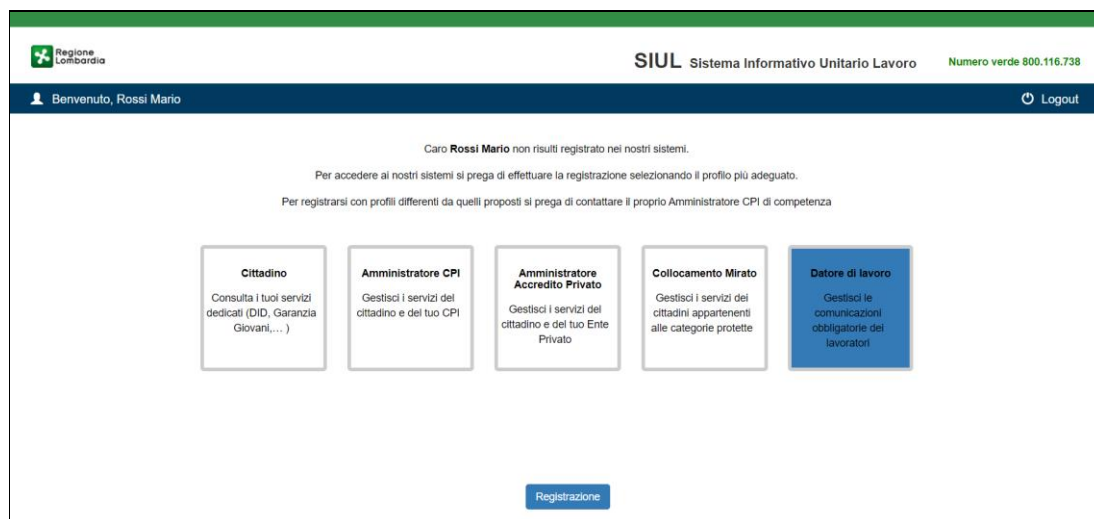 Regione
Lombardia
SIUL Sistema Informativo Unitario Lavoro
Numero verde 800.116.738
Benvenuto, Rossi Mario
Logout
Caro Rossi Mario non risulti registrato nei nostri sistemi.
Per accedere ai nostri sistemi si prega di effettuare la registrazione selezionando il profilo più adeguato.
Per registrarsi con profili differenti da quelli proposti si prega di contattare il proprio Amministratore CPI di competenza
Cittadino
Consulta i tuoi servizi
dedicati (DID, Garanzia
Giovani,... )
Amministratore CPI
Gestisci i servizi del
cittadino e del tuo CPI
Amministratore
Accredito Privato
Gestisci i servizi del
cittadino e del tuo Ente
Privato
Collocamento Mirato
Gestisci i servizi dei
cittadini appartenenti
alle categorie protette
Datore di lavoro
Gestisci le
comunicazioni
obbligatorie dei
lavoratori
Registrazione